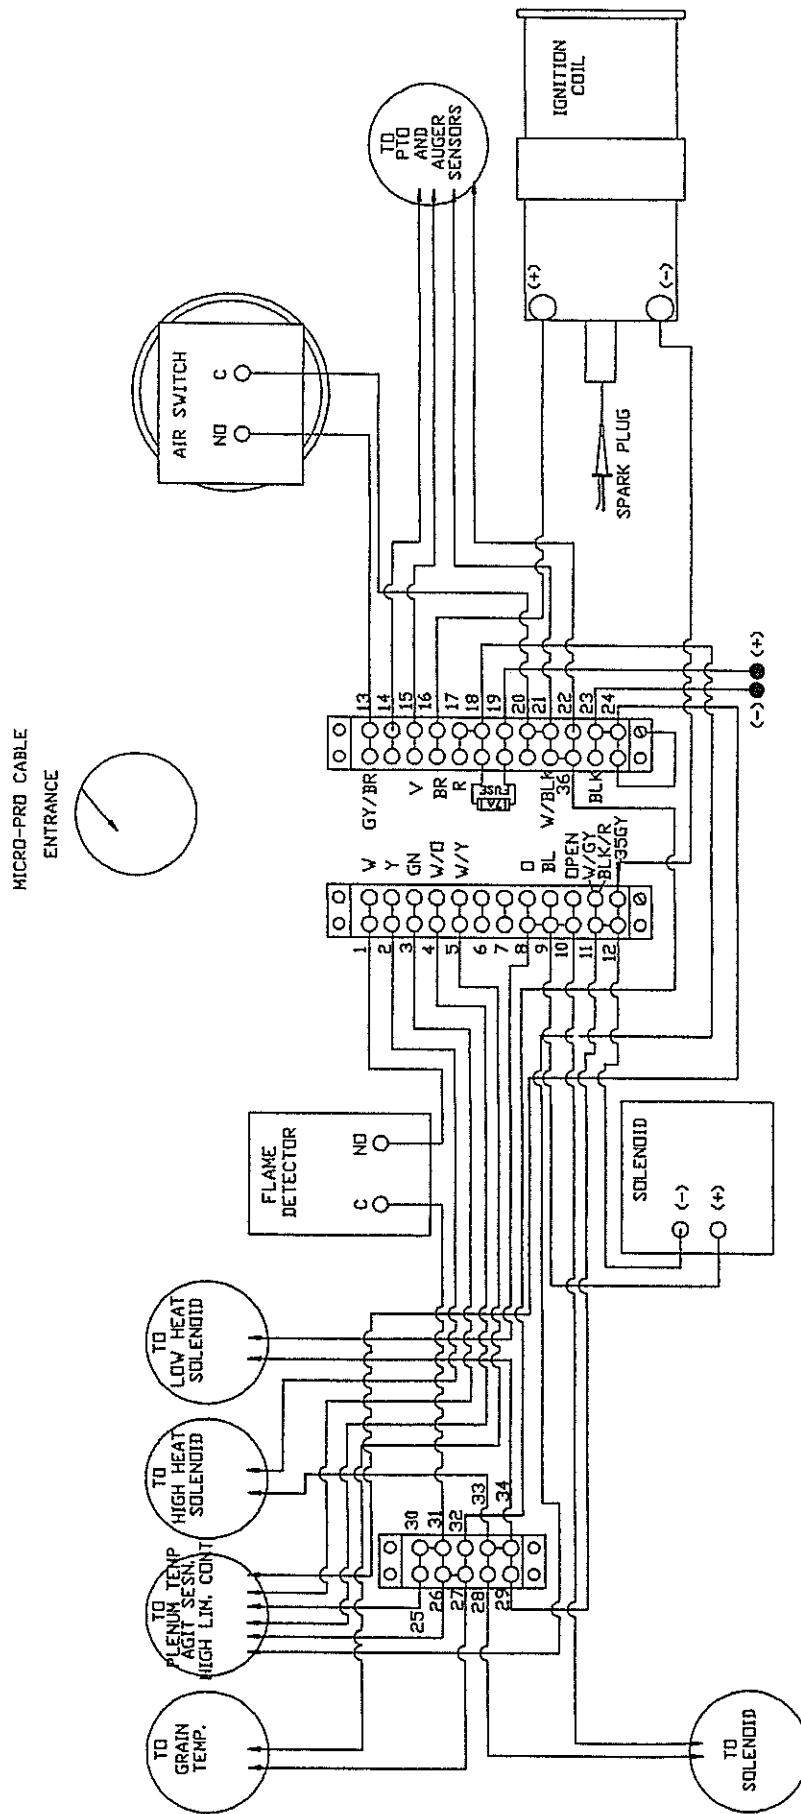 MICRO-PRO CABLE
ENTRANCE
AIR SWITCH
NO
C
TO
PTO
AND
AUGER
SENSORS
IGNITION
COIL
(+)
(-)
SPARK PLUG
13
14
15
16
17
18
19
20
21
22
23
24
GY/BR
V
BR
R
17A
FUSE
W/BLK
36
BLK
(-)
(+)
W
Y
GN
W/O
W/Y
O
BL
OPEN
W/GY
BLK/R
35GY
1
2
3
4
5
6
7
8
9
10
11
12
FLAME
DETECTOR
C
NO
SOLENOID
(-)
(+)
TO
LOW HEAT
SOLENOID
TO
HIGH HEAT
SOLENOID
TO
PLENUM TEMP
AGIT SESN,
HIGH LIM. CONT
TO
GRAIN
TEMP.
30
31
32
33
34
25
26
27
28
29
TO
SOLENOID